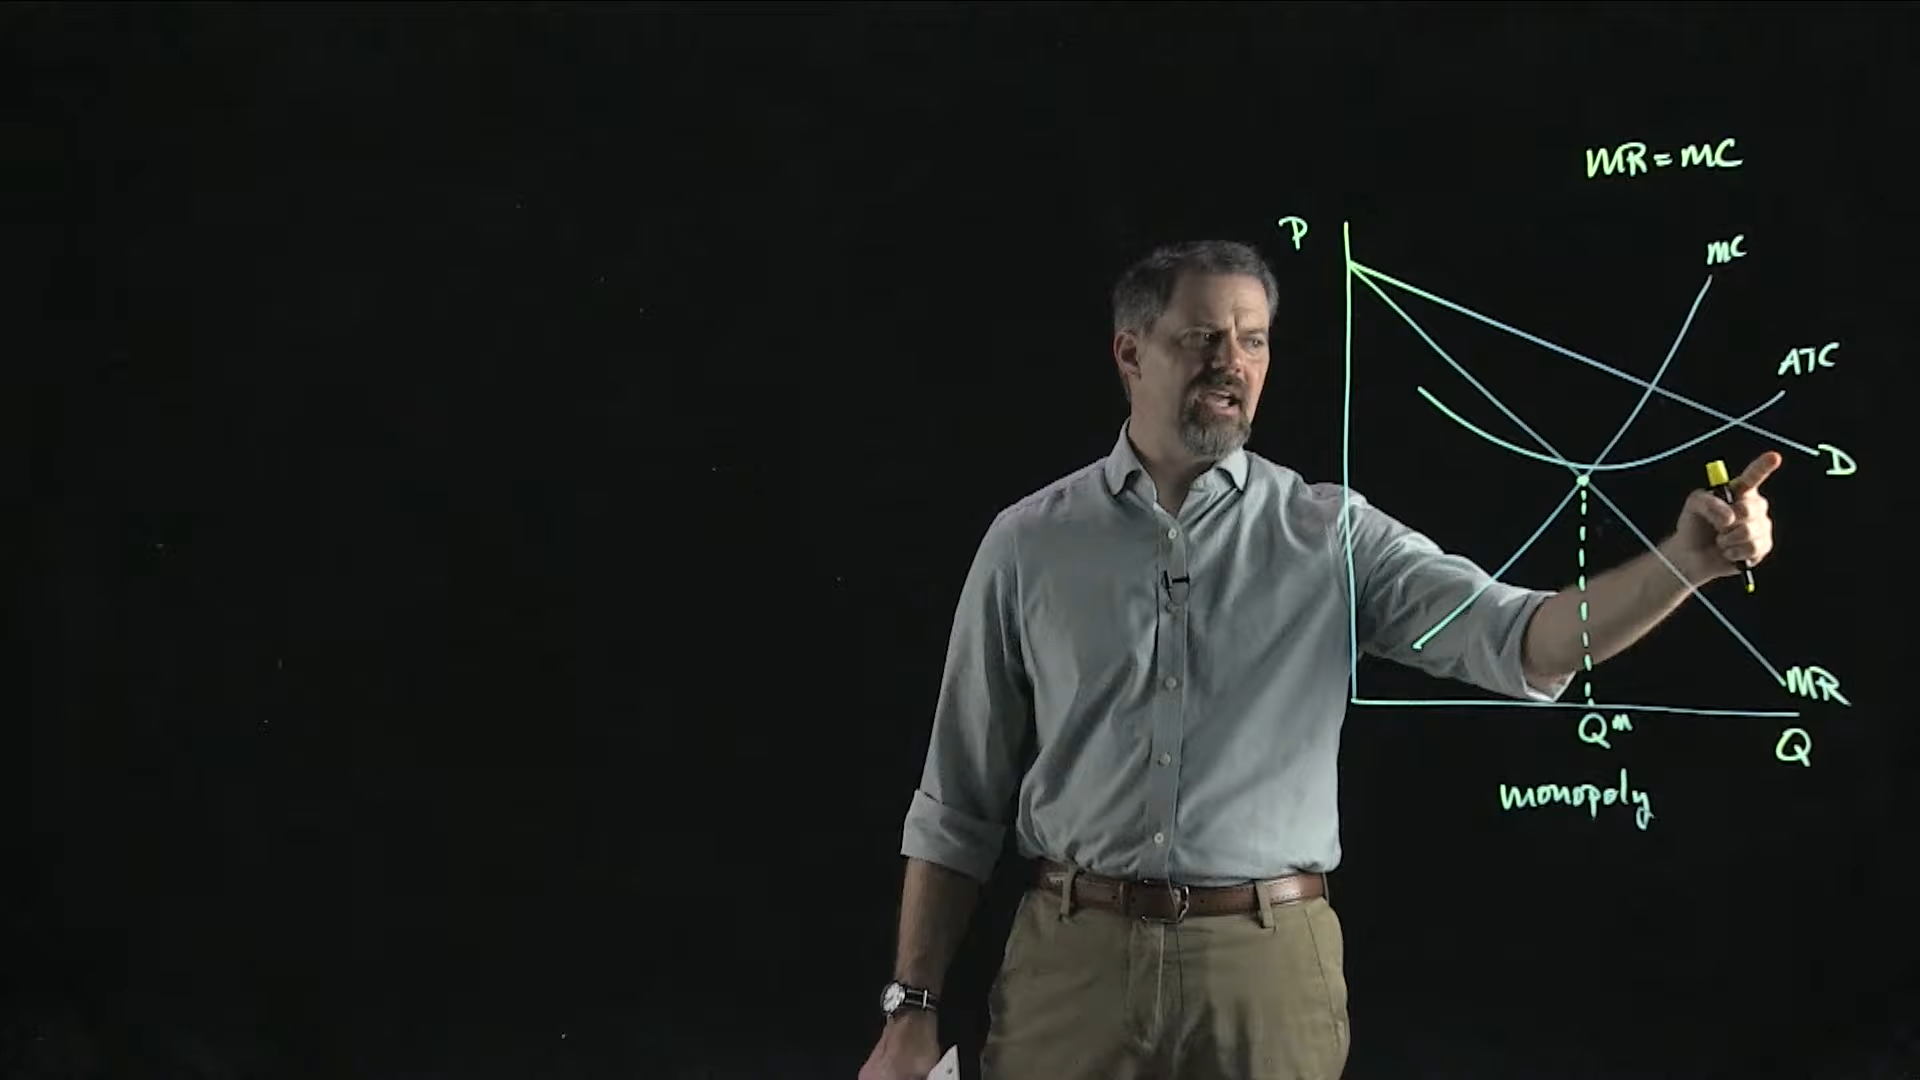 MR = MC
P
MC
ATC
D
MR
Qᵐ
Q
monopoly